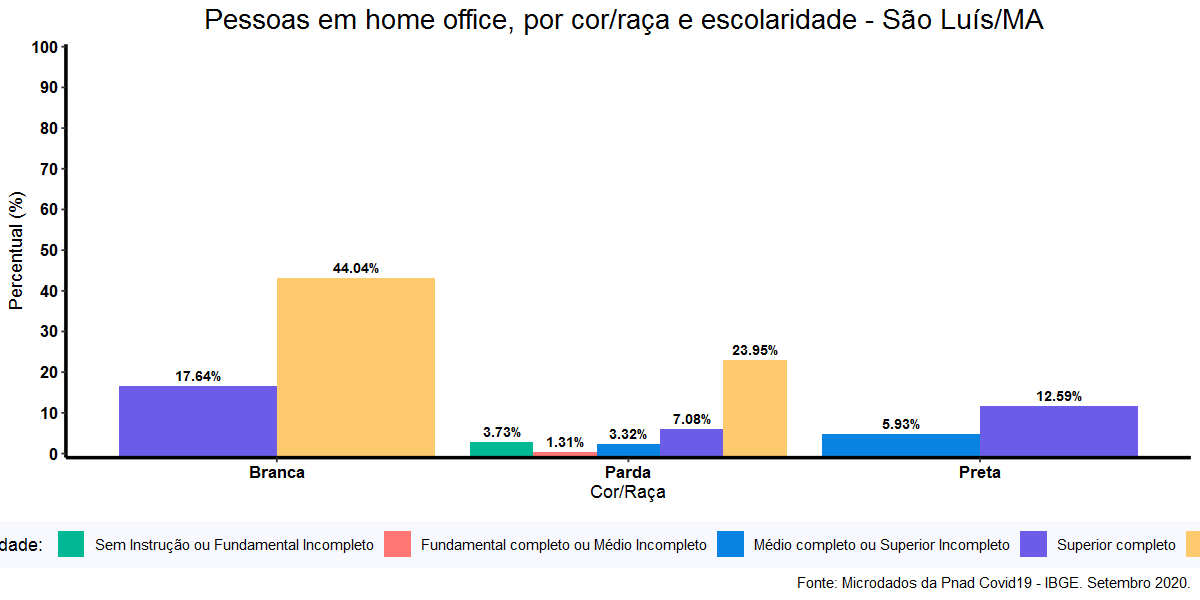 Pessoas em home office, por cor/raça e escolaridade - São Luís/MA
Percentual (%)
100
90
80
70
60
50
40
30
20
10
0
17.64%
44.04%
3.73%
1.31%
3.32%
7.08%
23.95%
5.93%
12.59%
Branca
Parda
Preta
Cor/Raça
dade:
Sem Instrução ou Fundamental Incompleto
Fundamental completo ou Médio Incompleto
Médio completo ou Superior Incompleto
Superior completo
Fonte: Microdados da Pnad Covid19 - IBGE. Setembro 2020.